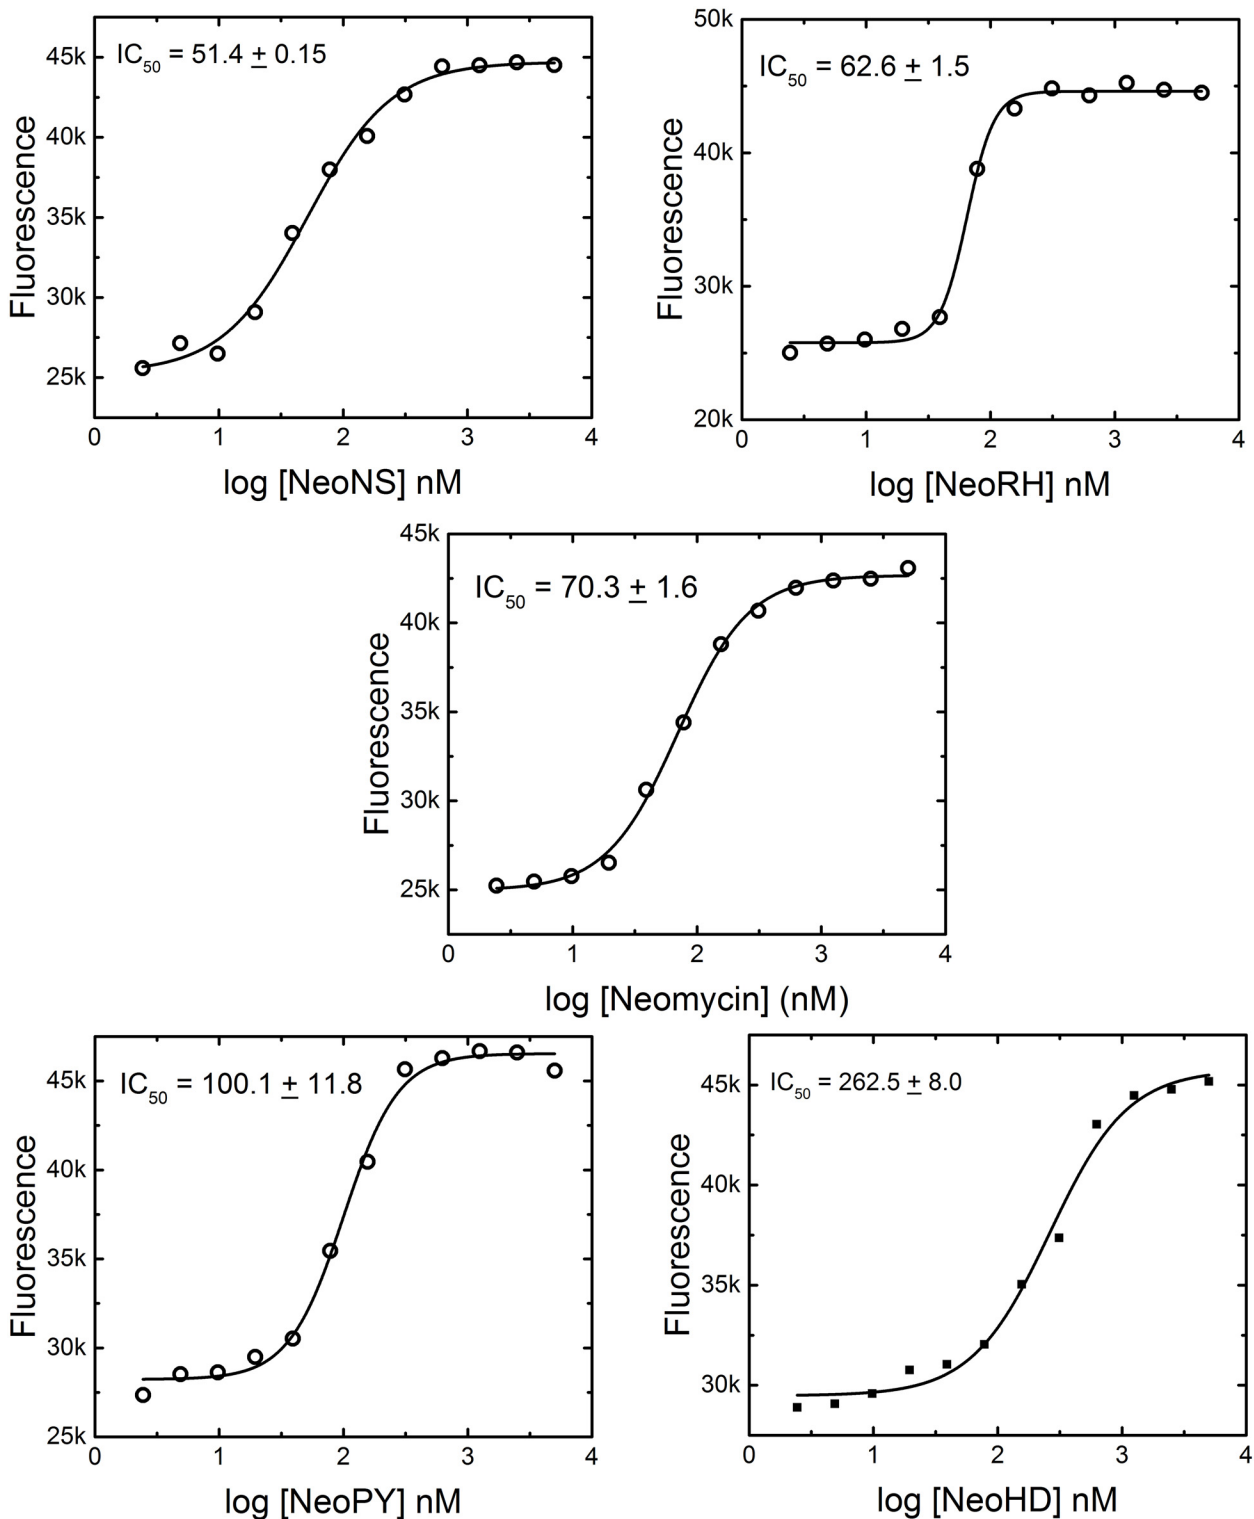 IC50 = 51.4 ± 0.15
45k
40k
35k
30k
25k
Fluorescence
0 1 2 3 4
log [NeoNS] nM
IC50 = 62.6 ± 1.5
50k
40k
30k
20k
Fluorescence
0 1 2 3 4
log [NeoRH] nM
IC50 = 70.3 ± 1.6
45k
40k
35k
30k
25k
Fluorescence
0 1 2 3 4
log [Neomycin] (nM)
IC50 = 100.1 ± 11.8
45k
40k
35k
30k
25k
Fluorescence
0 1 2 3 4
log [NeoPY] nM
IC50 = 262.5 ± 8.0
45k
40k
35k
30k
Fluorescence
0 1 2 3 4
log [NeoHD] nM